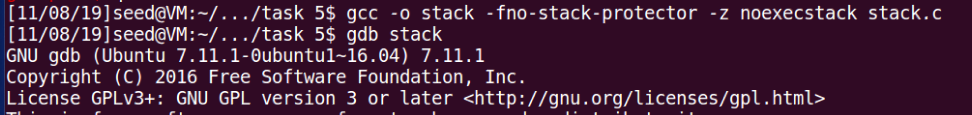 [11/08/19]seed@VM:~/.../task 5$ gcc -o stack -fno-stack-protector -z noexecstack stack.c
[11/08/19]seed@VM:~/.../task 5$ gdb stack
GNU gdb (Ubuntu 7.11.1-0ubuntu1~16.04) 7.11.1
Copyright (C) 2016 Free Software Foundation, Inc.
License GPLv3+: GNU GPL version 3 or later <http://gnu.org/licenses/gpl.html>